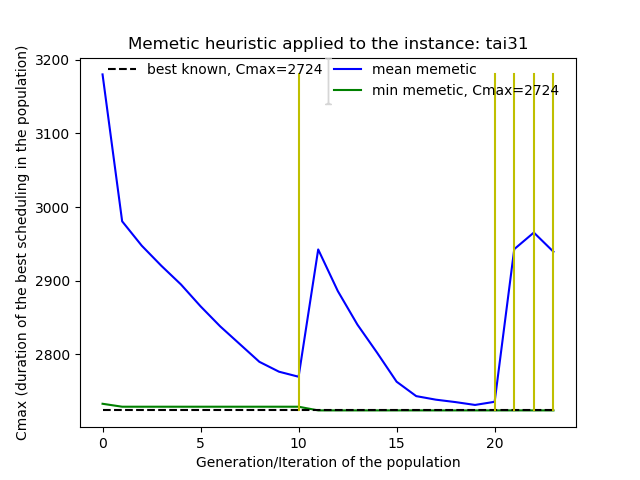 Memetic heuristic applied to the instance: tai31
best known, Cmax=2724
mean memetic
min memetic, Cmax=2724
Cmax (duration of the best scheduling in the population)
3200
3100
3000
2900
2800
0 5 10 15 20
Generation/Iteration of the population